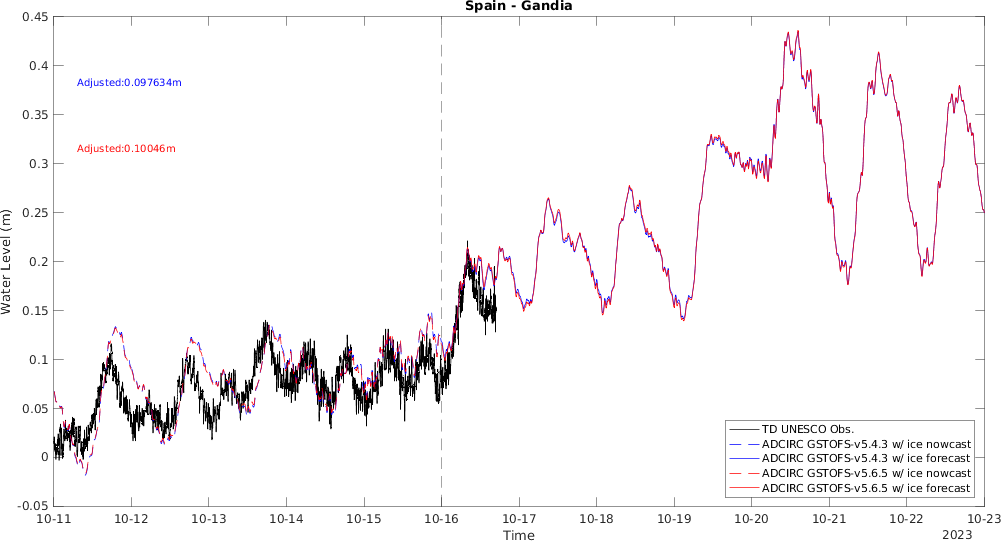 Spain - Gandia
0.45
0.4
0.35
0.3
0.25
0.2
0.15
0.1
0.05
0
-0.05
Water Level (m)
Adjusted:0.097634m
Adjusted:0.10046m
TD UNESCO Obs.
ADCIRC GSTOFS-v5.4.3 w/ ice nowcast
ADCIRC GSTOFS-v5.4.3 w/ ice forecast
ADCIRC GSTOFS-v5.6.5 w/ ice nowcast
ADCIRC GSTOFS-v5.6.5 w/ ice forecast
10-11 10-12 10-13 10-14 10-15 10-16 10-17 10-18 10-19 10-20 10-21 10-22 10-23
Time
2023